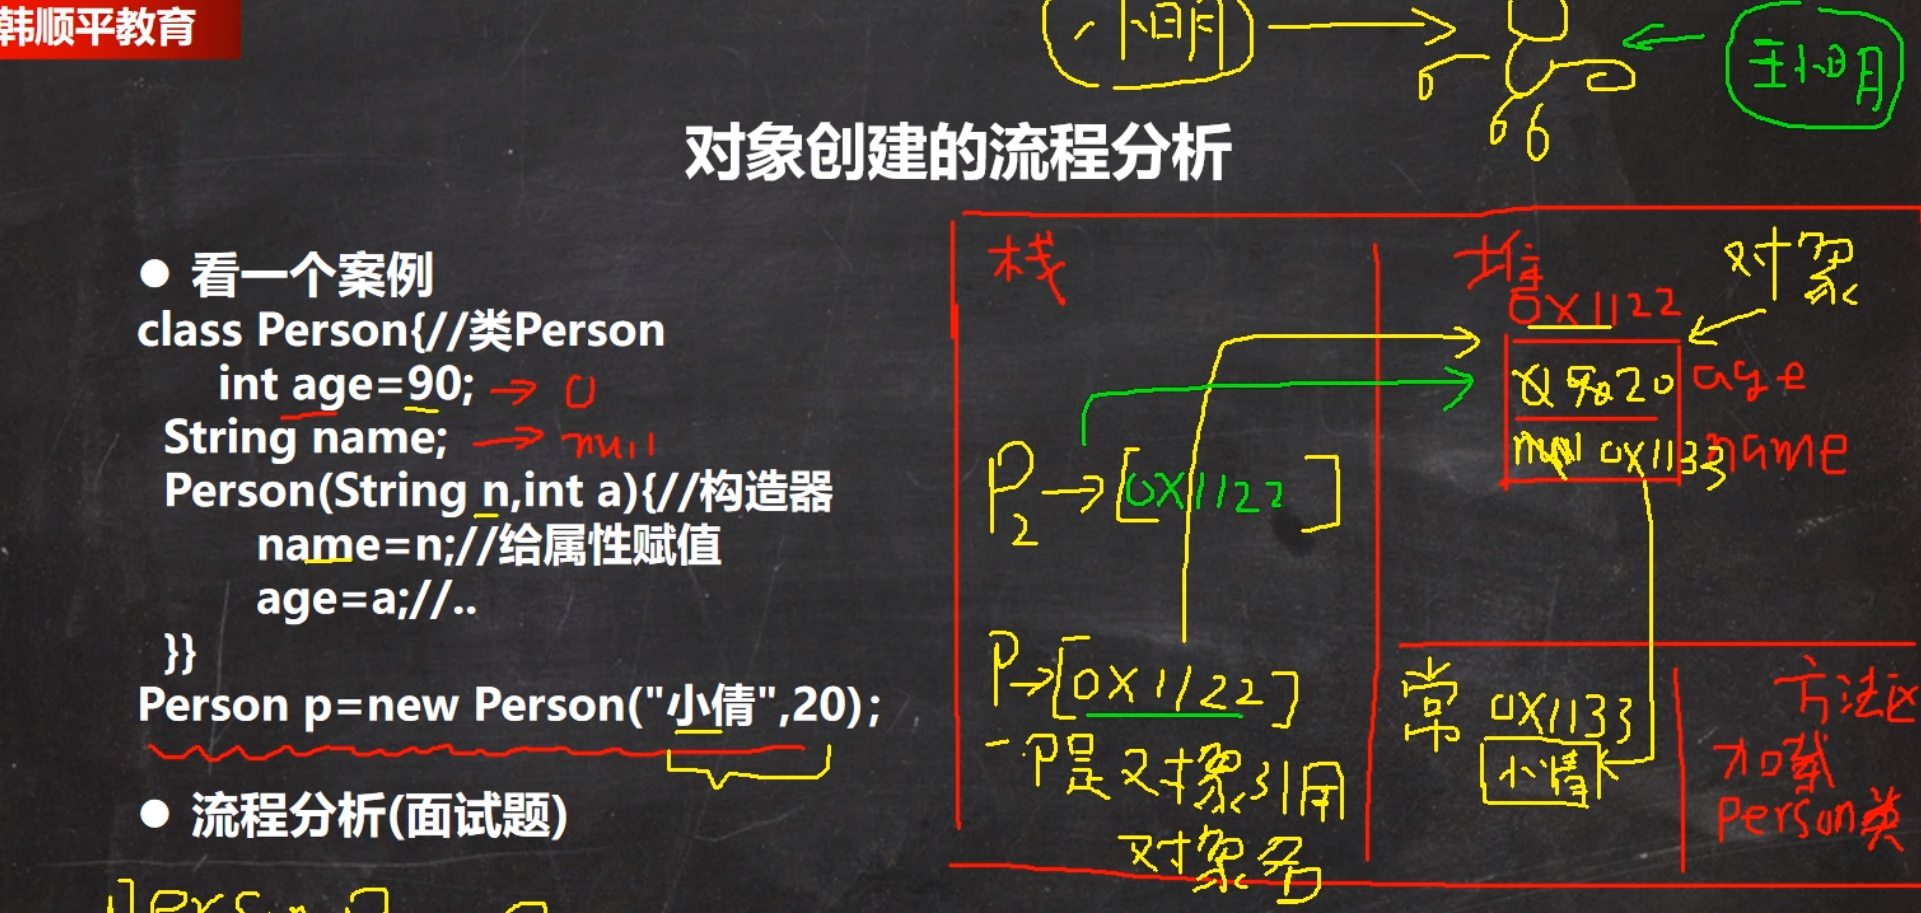 韩顺平教育
小明
王小明
对象创建的流程分析
● 看一个案例
class Person{//类Person
int age=90; → 0
String name; → null
Person(String n,int a){//构造器
name=n;//给属性赋值
age=a;//..
}}
Person p=new Person("小倩",20);
● 流程分析(面试题)
栈
堆
对象
0X1122
90 20 age
null 0X1133 name
P2→[0X1122]
P→[0X1122]
P是对象引用
对象名
常
0X1133
小倩
方法区
加载
Person类